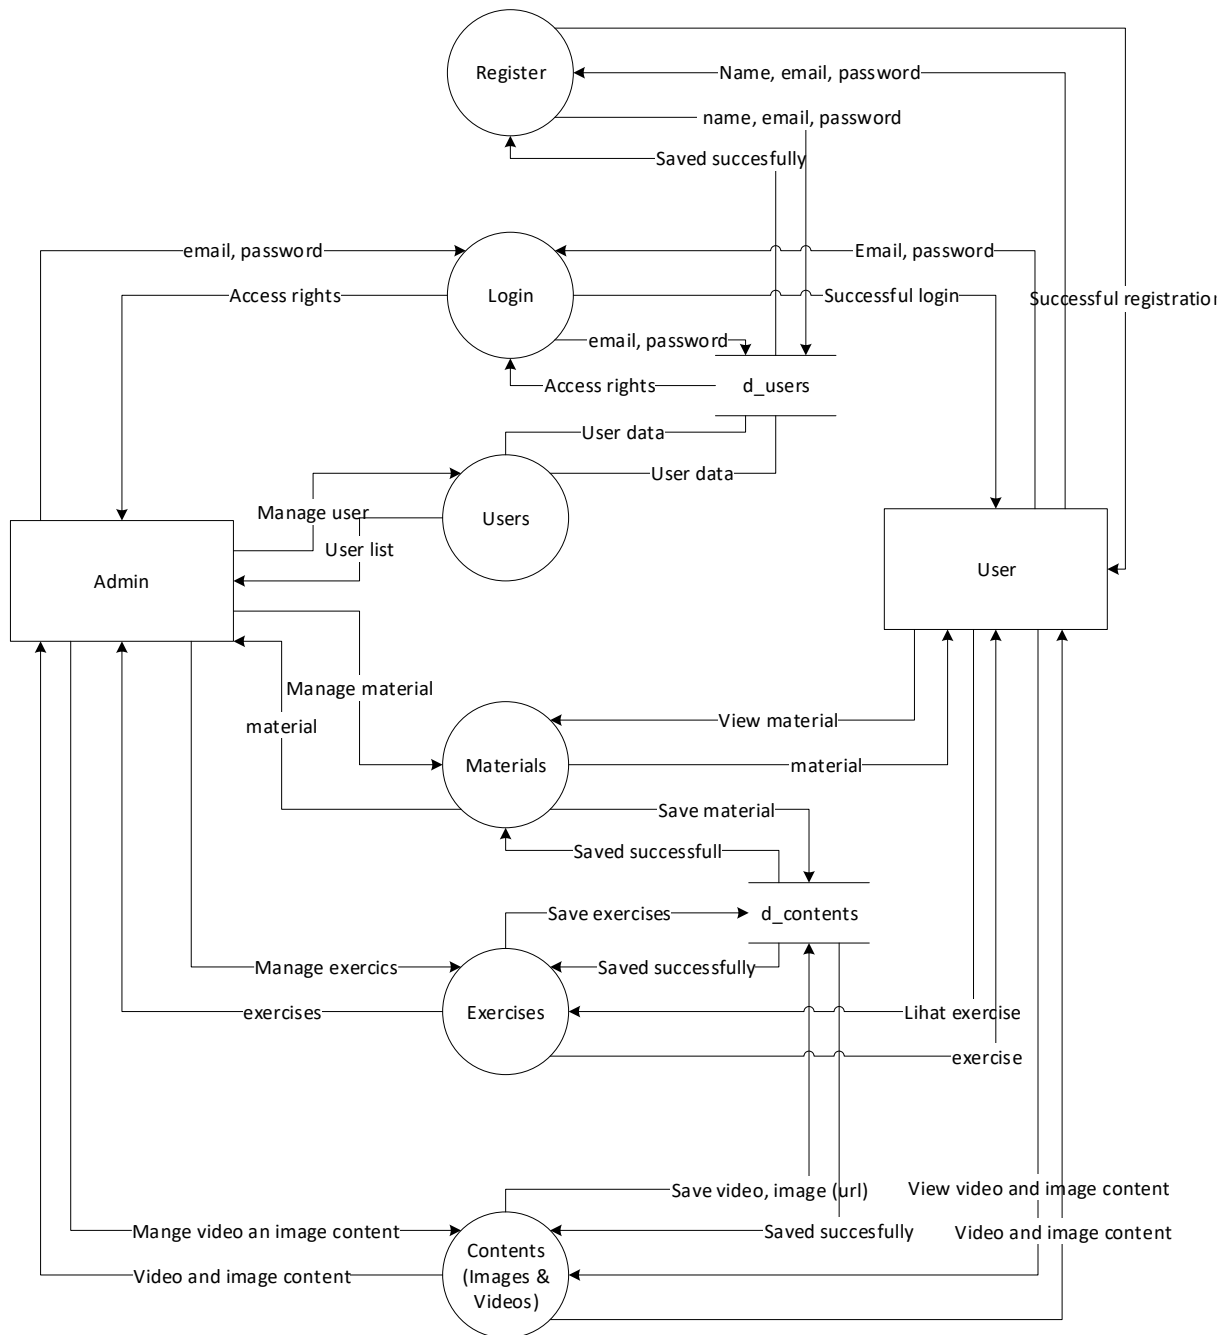 Register
Name, email, password
name, email, password
Saved succesfully
email, password
Email, password
Login
Access rights
Successful login
Successful registration
email, password
Access rights
d_users
User data
User data
Manage user
Users
User list
Admin
User
Manage material
material
View material
Materials
material
Save material
Saved successfull
Save exercises
d_contents
Manage exercics
Saved successfully
exercises
Exercises
Lihat exercise
exercise
Save video, image (url)
View video and image content
Mange video an image content
Saved succesfully
Video and image content
Contents
(Images &
Videos)
Video and image content